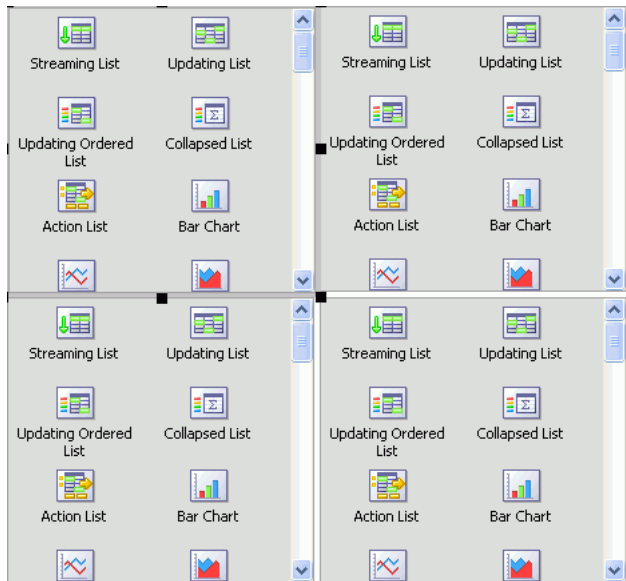 Streaming List Updating List Streaming List Updating List
Updating Ordered Collapsed List Updating Ordered Collapsed List
List List
Action List Bar Chart Action List Bar Chart
Streaming List Updating List Streaming List Updating List
Updating Ordered Collapsed List Updating Ordered Collapsed List
List List
Action List Bar Chart Action List Bar Chart